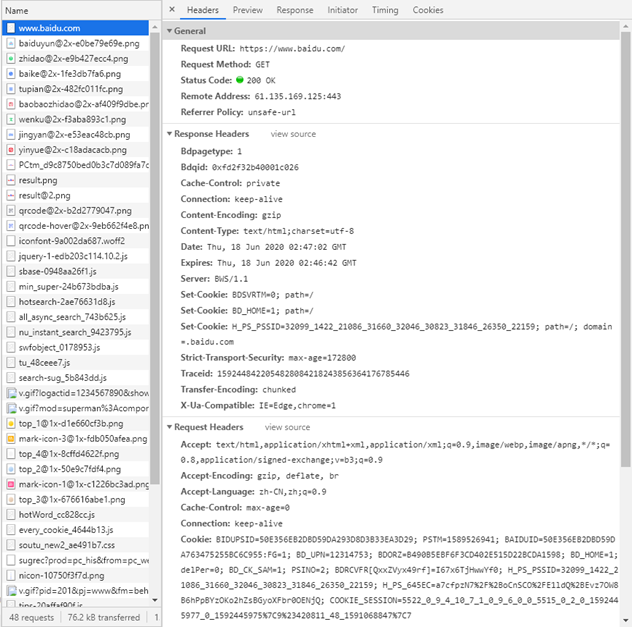 Name
www.baidu.com
baiduyun@2x-e0be79e69e.png
zhidao@2x-e9b427ecc4.png
baike@2x-1fe3db7fa6.png
tupian@2x-482fc011fc.png
baobaozhidao@2x-af409f9dbe.pn
wenku@2x-f3aba893c1.png
jingyan@2x-e53eac48cb.png
yinyue@2x-c18adacacb.png
PCtm_d9c8750bed0b3c7d089fa7c
result.png
result@2.png
qrcode@2x-b2d2779047.png
qrcode-hover@2x-9eb662f4e8.pn
iconfont-9a002da687.woff2
jquery-1-edb203c114.10.2.js
sbase-0948aa26f1.js
min_super-24b673bdba.js
hotsearch-2ae76631d8.js
all_async_search_743b625.js
nu_instant_search_9423795.js
swfobject_0178953.js
tu_48ceee7.js
search-sug_5b843dd.js
v.gif?logactid=1234567890&show
v.gif?mod=superman%3Acompor
top_1@1x-d1e660cf3b.png
mark-icon-3@1x-fdb050afea.png
top_4@1x-8cffd4622f.png
top_2@1x-50e9c7fdf4.png
mark-icon-1@1x-c1226bc3ad.png
top_3@1x-676616abe1.png
hotWord_cc828cc.js
every_cookie_4644b13.js
soutu_new2_ae491b7.css
sugrec?prod=pc_his&from=pc_we
nicon-10750f3f7d.png
v.gif?pid=201&pj=www&fm=beh
tips-20affaf90f.js
48 requests
76.2 kB transferred
1
× Headers Preview Response Initiator Timing Cookies
General
Request URL: https://www.baidu.com/
Request Method: GET
Status Code: 200 OK
Remote Address: 61.135.169.125:443
Referrer Policy: unsafe-url
Response Headers view source
Bdpagetype: 1
Bdqid: 0xfd2f32b40001c026
Cache-Control: private
Connection: keep-alive
Content-Encoding: gzip
Content-Type: text/html;charset=utf-8
Date: Thu, 18 Jun 2020 02:47:02 GMT
Expires: Thu, 18 Jun 2020 02:46:42 GMT
Server: BWS/1.1
Set-Cookie: BDSVRTM=0; path=/
Set-Cookie: BD_HOME=1; path=/
Set-Cookie: H_PS_PSSID=32099_1422_21086_31660_32046_30823_31846_26350_22159; path=/; domain
=.baidu.com
Strict-Transport-Security: max-age=172800
Traceid: 1592448422054828084218243856364176785446
Transfer-Encoding: chunked
X-Ua-Compatible: IE=Edge,chrome=1
Request Headers view source
Accept: text/html,application/xhtml+xml,application/xml;q=0.9,image/webp,image/apng,*/*;q=
0.8,application/signed-exchange;v=b3;q=0.9
Accept-Encoding: gzip, deflate, br
Accept-Language: zh-CN,zh;q=0.9
Cache-Control: max-age=0
Connection: keep-alive
Cookie: BIDUPSID=50E356EB2DBD59DA293D8D3B33EA3D29; PSTM=1589526941; BAIDUID=50E356EB2DBD59D
A763475255BC6C955:FG=1; BD_UPN=12314753; BDORZ=B490B5EBF6F3CD402E515D22BCDA1598; BD_HOME=1;
delPer=0; BD_CK_SAM=1; PSINO=2; BDRCVFR[QxxZVyx49rf]=I67x6TjHwwYf0; H_PS_PSSID=32099_1422_2
1086_31660_32046_30823_31846_26350_22159; H_PS_645EC=a7cfpzN7%2F%2BoCnSCO%2FE11dQ%2BEvz7OW8
B6hPpBYzOKo2hZsBGyoXFbr0OENjQ; COOKIE_SESSION=5522_0_9_4_10_7_1_0_9_6_0_0_5515_0_2_0_159244
5977_0_1592445975%7C9%23420811_48_1591068847%7C7